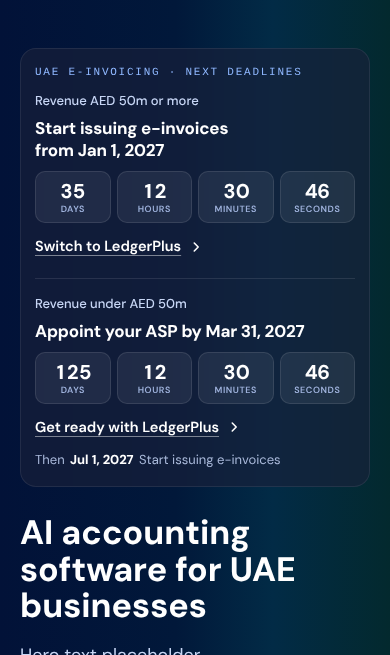 UAE E-INVOICING · NEXT DEADLINES
Revenue AED 50m or more
Start issuing e-invoices
from Jan 1, 2027
35 12 30 46
DAYS HOURS MINUTES SECONDS
Switch to LedgerPlus
Revenue under AED 50m
Appoint your ASP by Mar 31, 2027
125 12 30 46
DAYS HOURS MINUTES SECONDS
Get ready with LedgerPlus
Then Jul 1, 2027 Start issuing e-invoices
AI accounting
software for UAE
businesses
Hero text placeholder